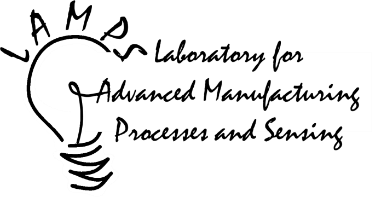 LAMPS
Laboratory for
Advanced Manufacturing
Processes and Sensing